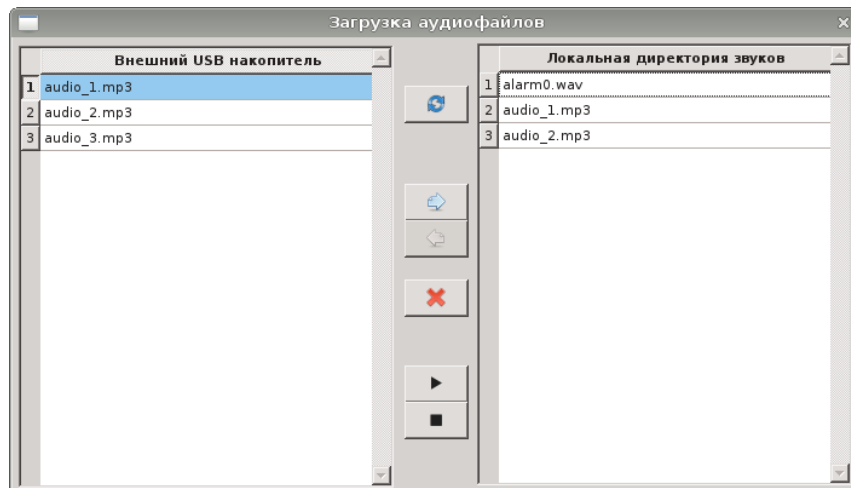 Загрузка аудиофайлов
Внешний USB накопитель
1 audio_1.mp3
2 audio_2.mp3
3 audio_3.mp3
Локальная директория звуков
1 alarm0.wav
2 audio_1.mp3
3 audio_2.mp3